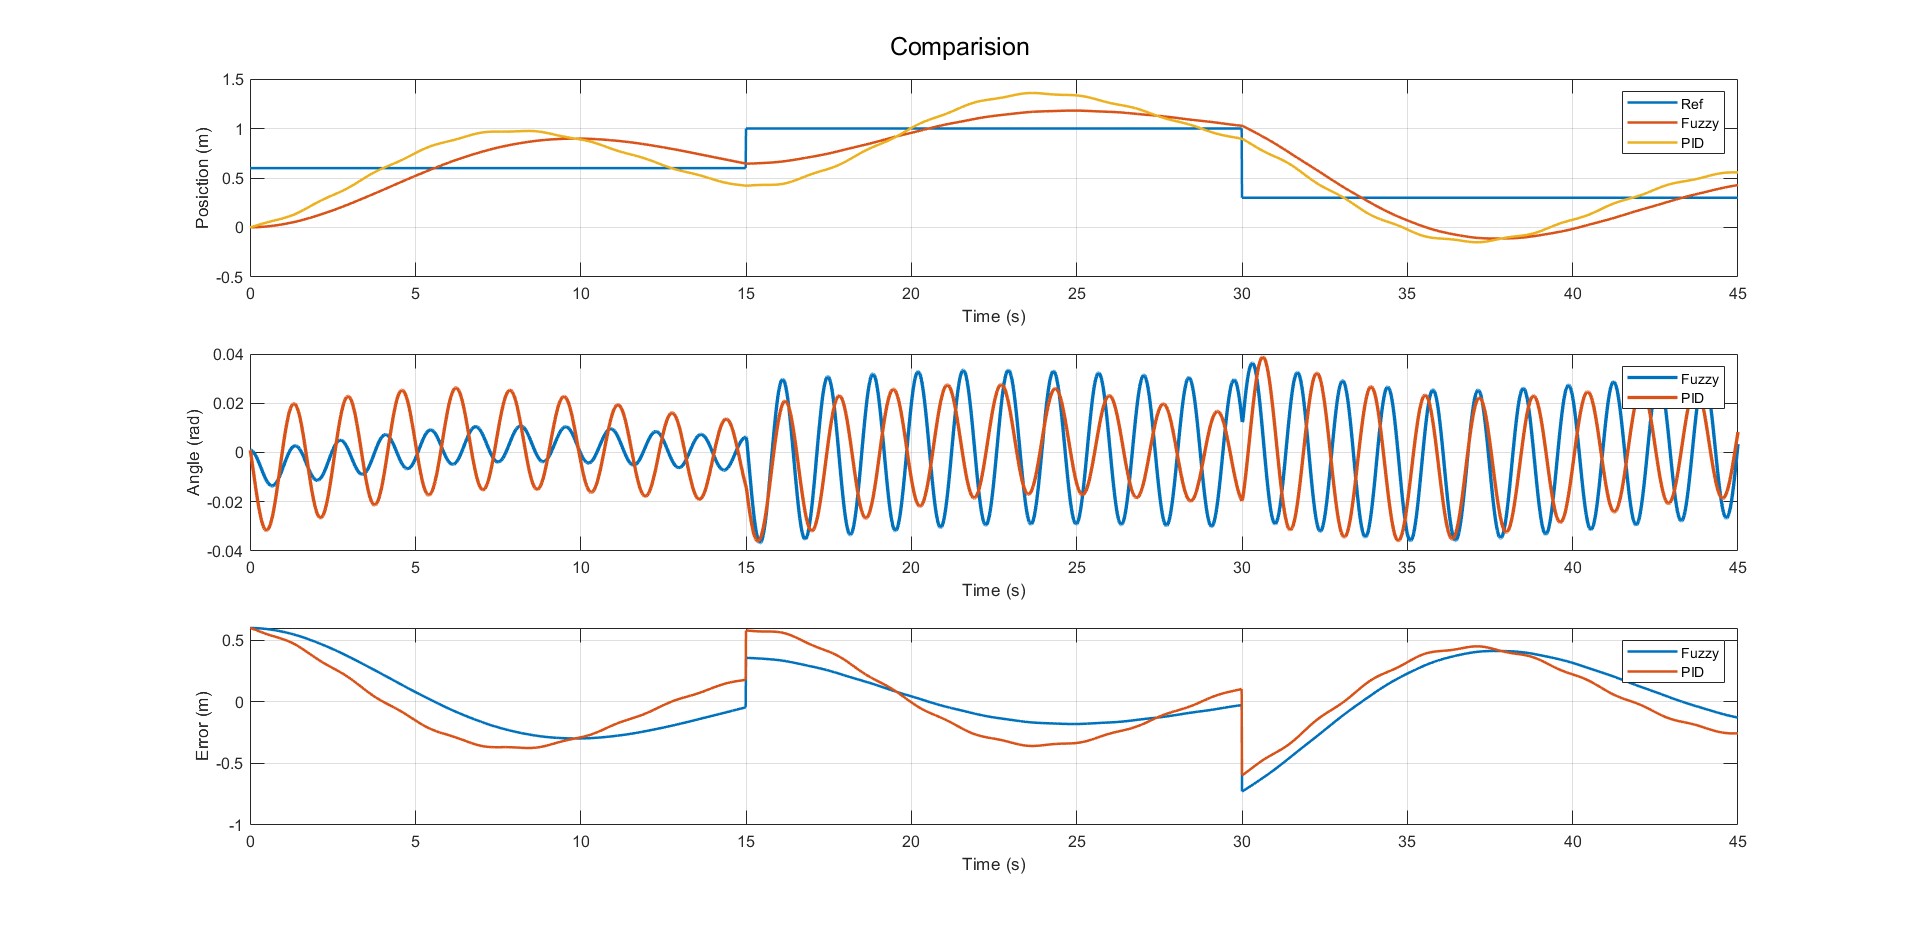 Comparision
Posiction (m)
1.5
1
0.5
0
-0.5
0 5 10 15 20 25 30 35 40 45
Time (s)
Ref
Fuzzy
PID
Angle (rad)
0.04
0.02
0
-0.02
-0.04
0 5 10 15 20 25 30 35 40 45
Time (s)
Fuzzy
PID
Error (m)
0.5
0
-0.5
-1
0 5 10 15 20 25 30 35 40 45
Time (s)
Fuzzy
PID